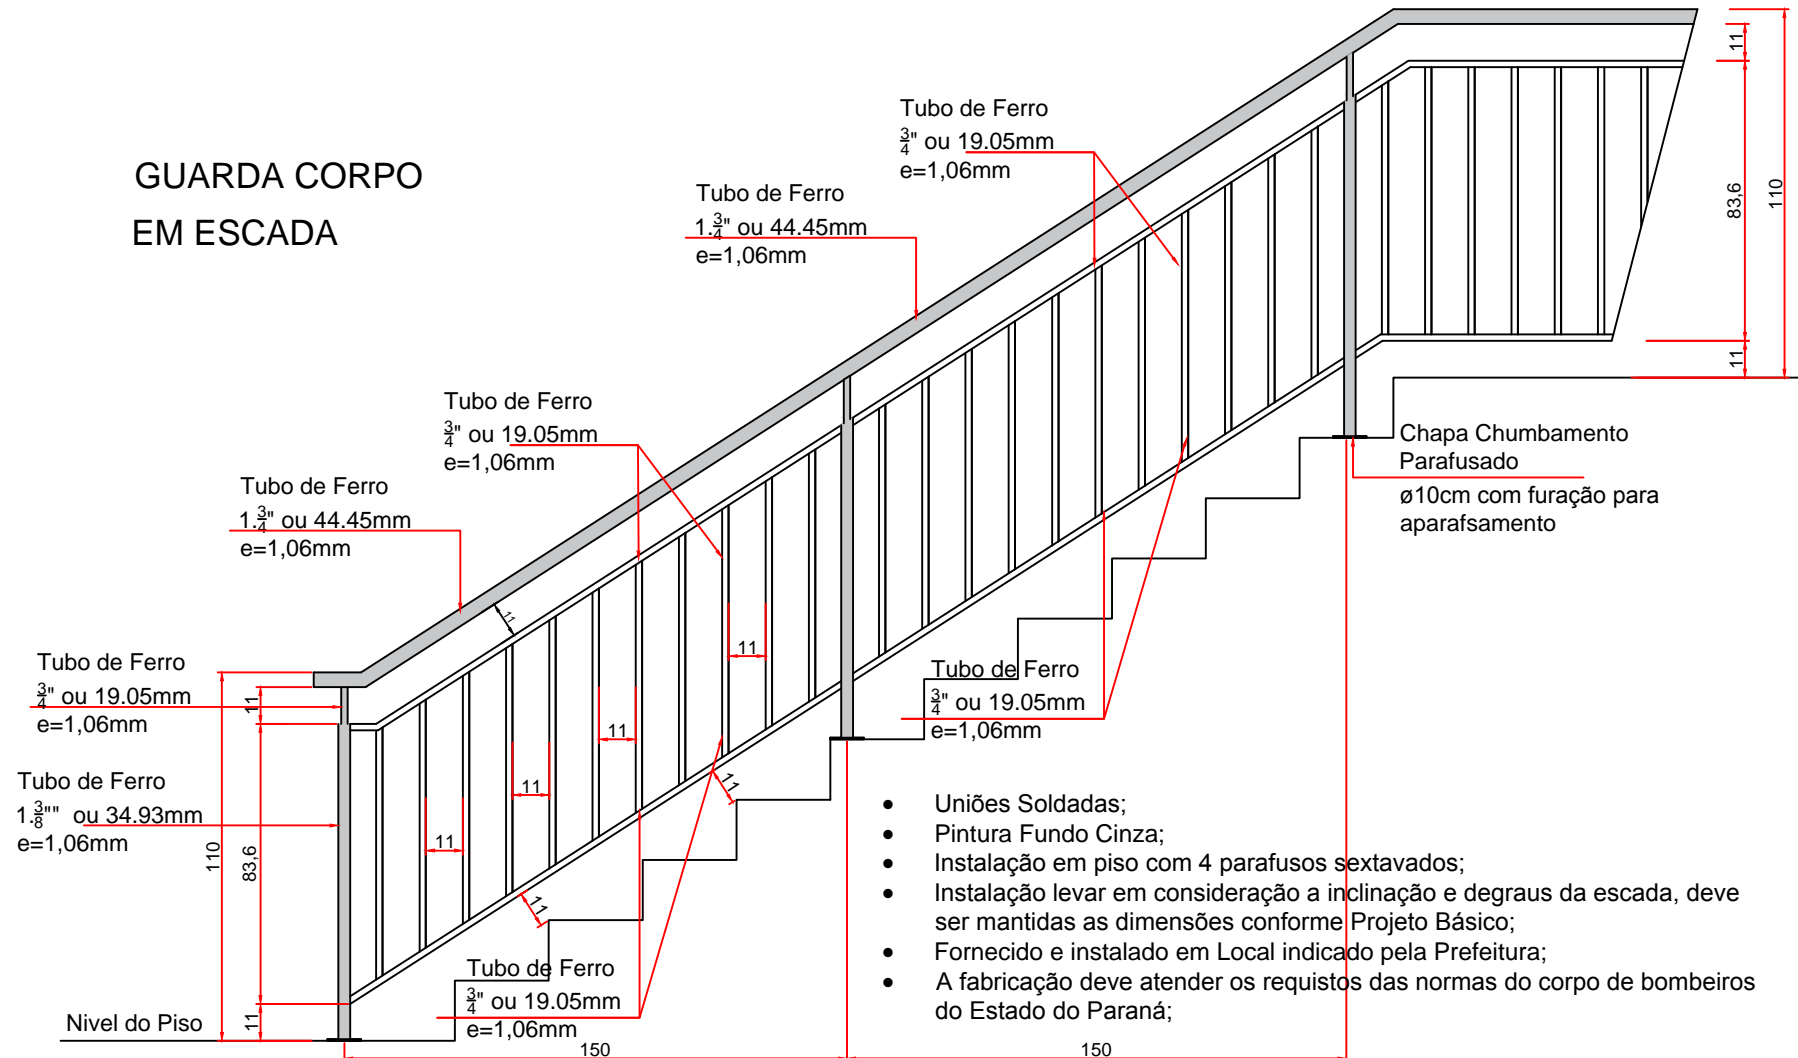 GUARDA CORPO
EM ESCADA
Tubo de Ferro
3/4" ou 19.05mm
e=1,06mm
Tubo de Ferro
1.3/4" ou 44.45mm
e=1,06mm
Tubo de Ferro
3/4" ou 19.05mm
e=1,06mm
Tubo de Ferro
1.3/4" ou 44.45mm
e=1,06mm
Tubo de Ferro
3/4" ou 19.05mm
e=1,06mm
Tubo de Ferro
1.3/8"" ou 34.93mm
e=1,06mm
Nivel do Piso
110
11
83,6
11
11
11
11
11
11
11
11
Tubo de Ferro
3/4" ou 19.05mm
e=1,06mm
Tubo de Ferro
3/4" ou 19.05mm
e=1,06mm
11
83,6
110
11
Chapa Chumbamento
Parafusado
ø10cm com furação para
aparafsamento
• Uniões Soldadas;
• Pintura Fundo Cinza;
• Instalação em piso com 4 parafusos sextavados;
• Instalação levar em consideração a inclinação e degraus da escada, deve
ser mantidas as dimensões conforme Projeto Básico;
• Fornecido e instalado em Local indicado pela Prefeitura;
• A fabricação deve atender os requistos das normas do corpo de bombeiros
do Estado do Paraná;
150
150